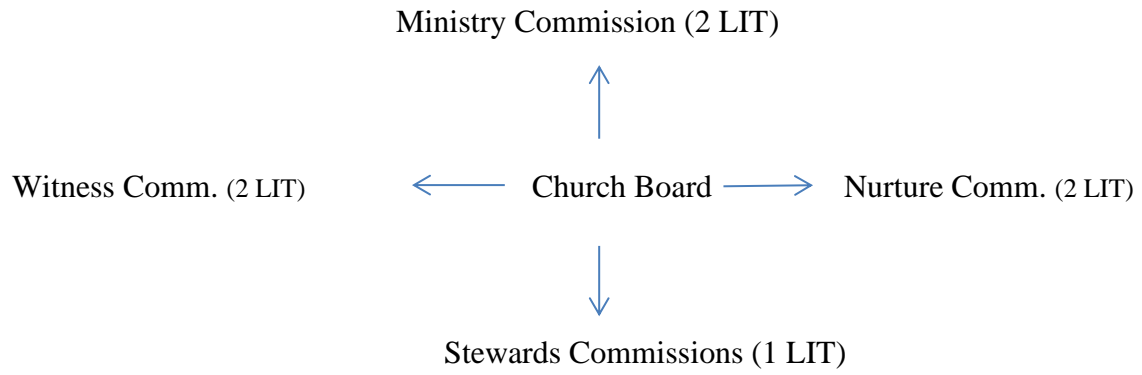 Ministry Commission (2 LIT)
Witness Comm. (2 LIT)
Church Board
Nurture Comm. (2 LIT)
Stewards Commissions (1 LIT)